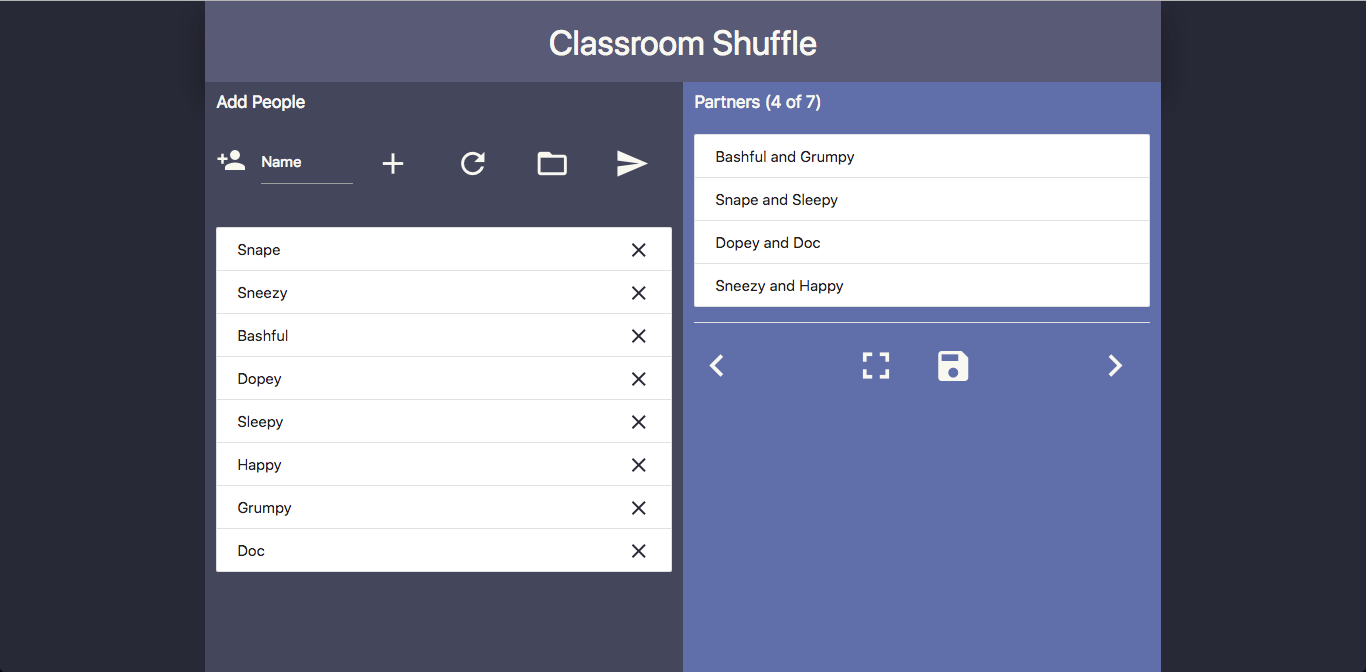 Classroom Shuffle
Add People
Name
Snape
Sneezy
Bashful
Dopey
Sleepy
Happy
Grumpy
Doc
Partners (4 of 7)
Bashful and Grumpy
Snape and Sleepy
Dopey and Doc
Sneezy and Happy